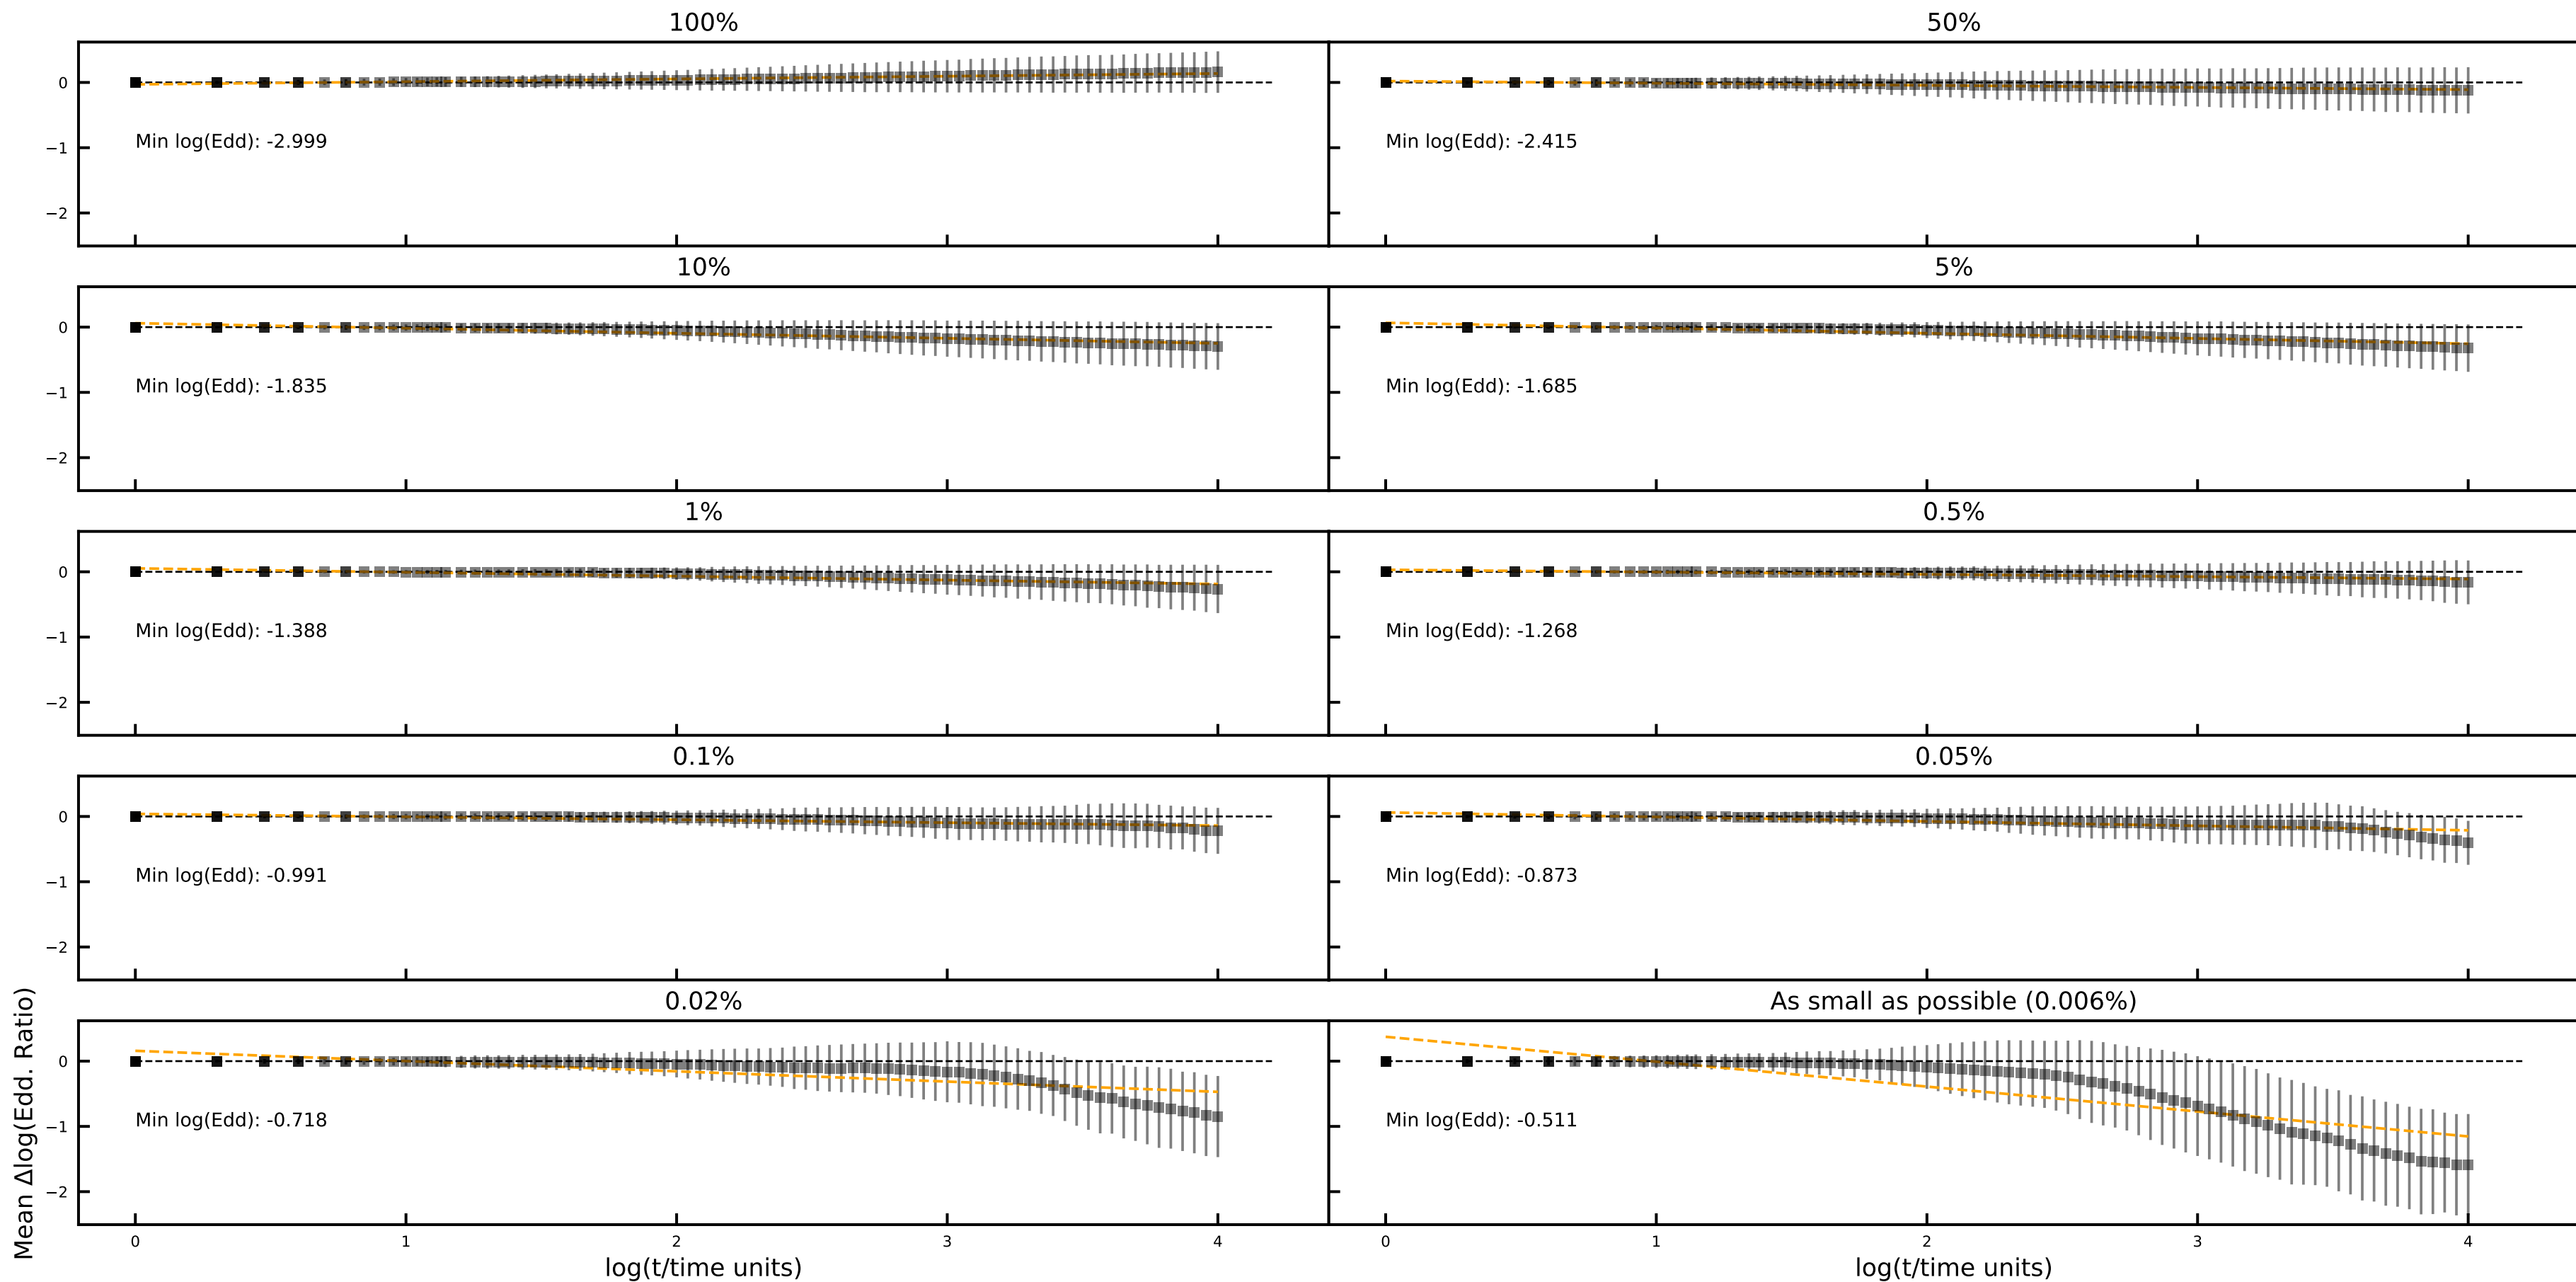 100%
50%
0
−1
−2
Min log(Edd): -2.999
Min log(Edd): -2.415
10%
5%
0
−1
−2
Min log(Edd): -1.835
Min log(Edd): -1.685
1%
0.5%
0
−1
−2
Min log(Edd): -1.388
Min log(Edd): -1.268
0.1%
0.05%
0
−1
−2
Min log(Edd): -0.991
Min log(Edd): -0.873
0.02%
As small as possible (0.006%)
Mean Δlog(Edd. Ratio)
0
−1
−2
Min log(Edd): -0.718
Min log(Edd): -0.511
0 1 2 3 4
0 1 2 3 4
log(t/time units)
log(t/time units)